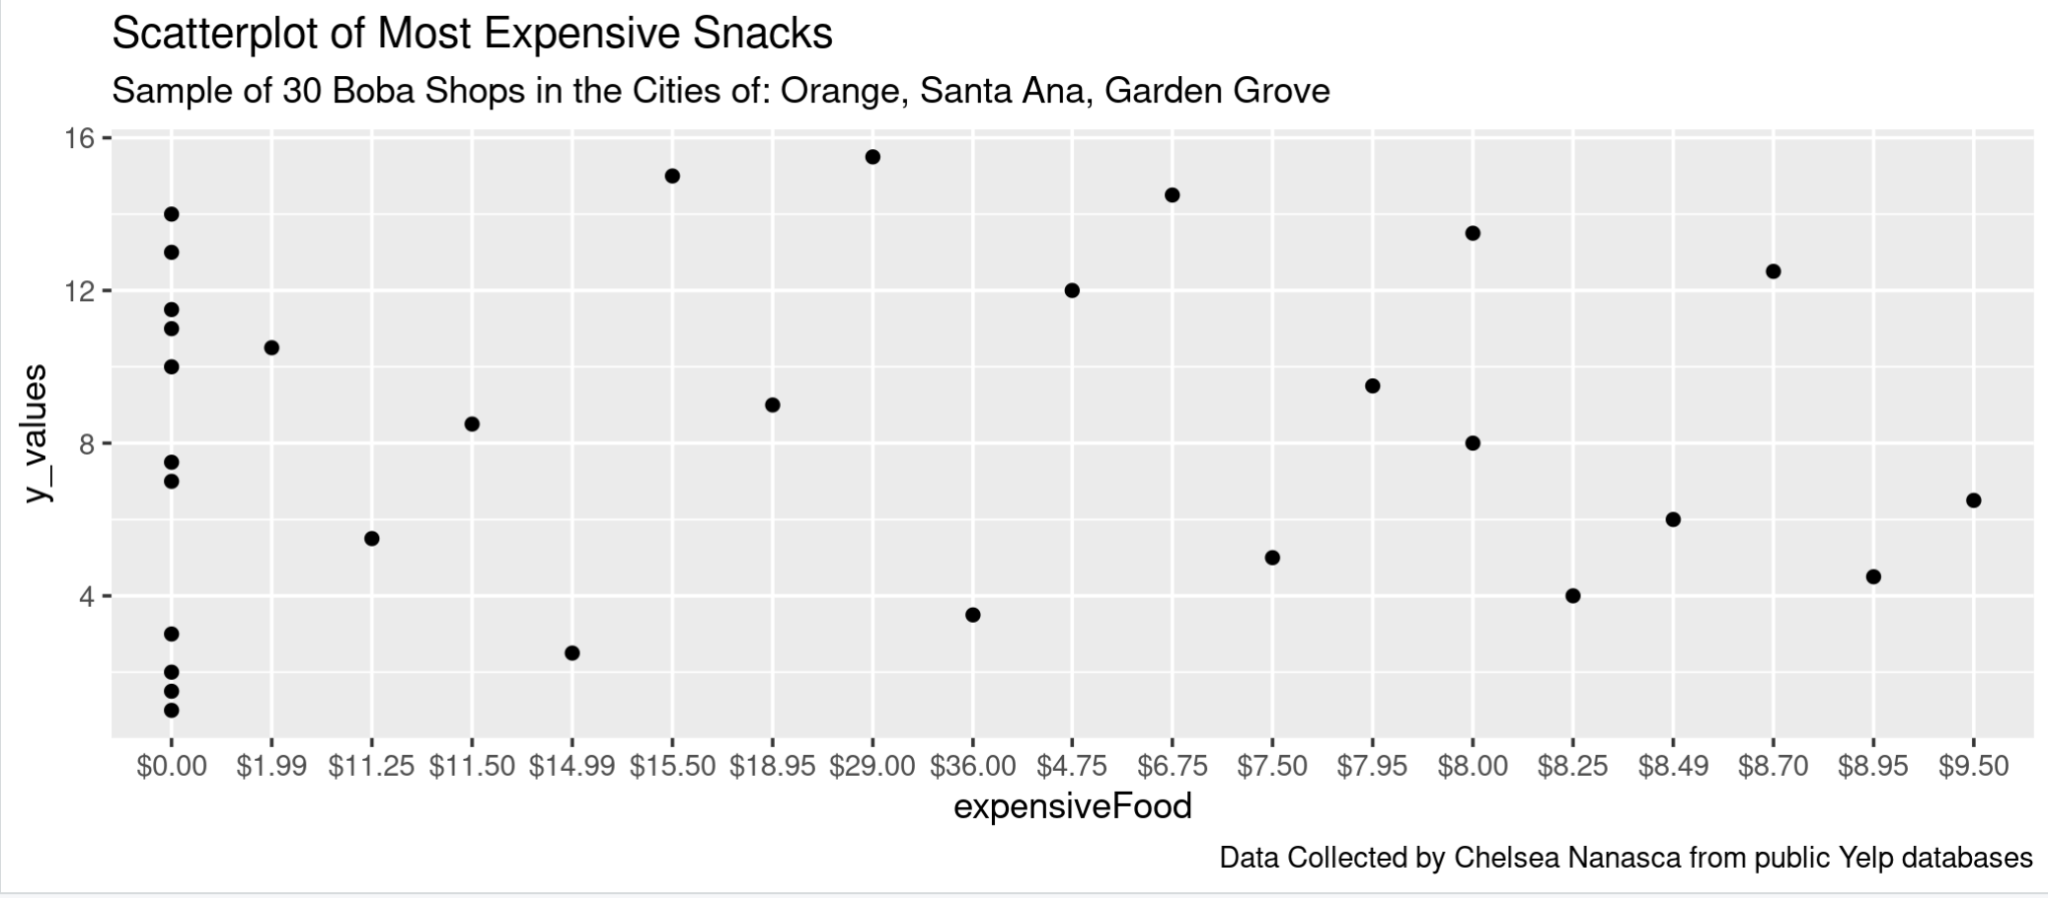 Scatterplot of Most Expensive Snacks
Sample of 30 Boba Shops in the Cities of: Orange, Santa Ana, Garden Grove
16
12
8
4
y_values
$0.00 $1.99 $11.25 $11.50 $14.99 $15.50 $18.95 $29.00 $36.00 $4.75 $6.75 $7.50 $7.95 $8.00 $8.25 $8.49 $8.70 $8.95 $9.50
expensiveFood
Data Collected by Chelsea Nanasca from public Yelp databases